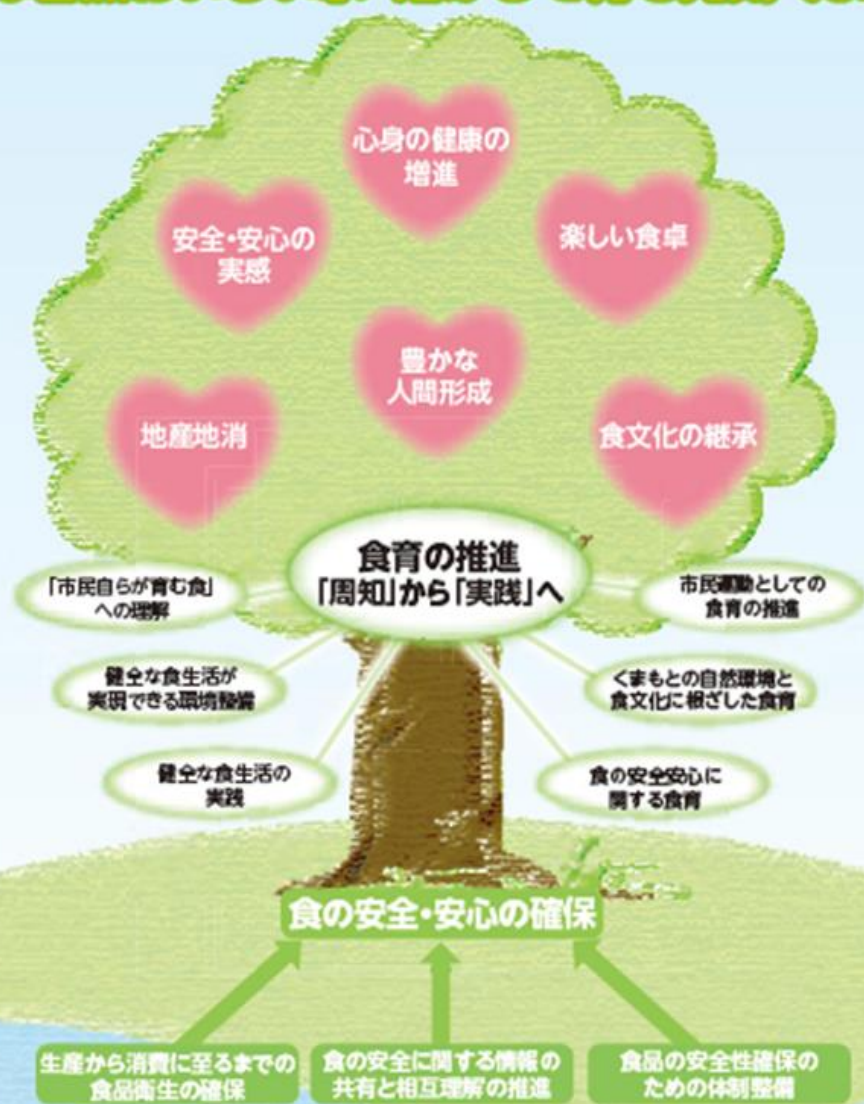 心身の健康の
増進
安全・安心の
実感
楽しい食卓
豊かな
人間形成
地産地消
食文化の継承
食育の推進
「周知」から「実践」へ
「市民自らが育む食」
への理解
市民運動としての
食育の推進
健全な食生活が
実現できる環境整備
くまもとの自然環境と
食文化に根ざした食育
健全な食生活の
実践
食の安全安心に
関する食育
食の安全・安心の確保
生産から消費に至るまでの
食品衛生の確保
食の安全に関する情報の
共有と相互理解の推進
食品の安全性確保の
ための体制整備